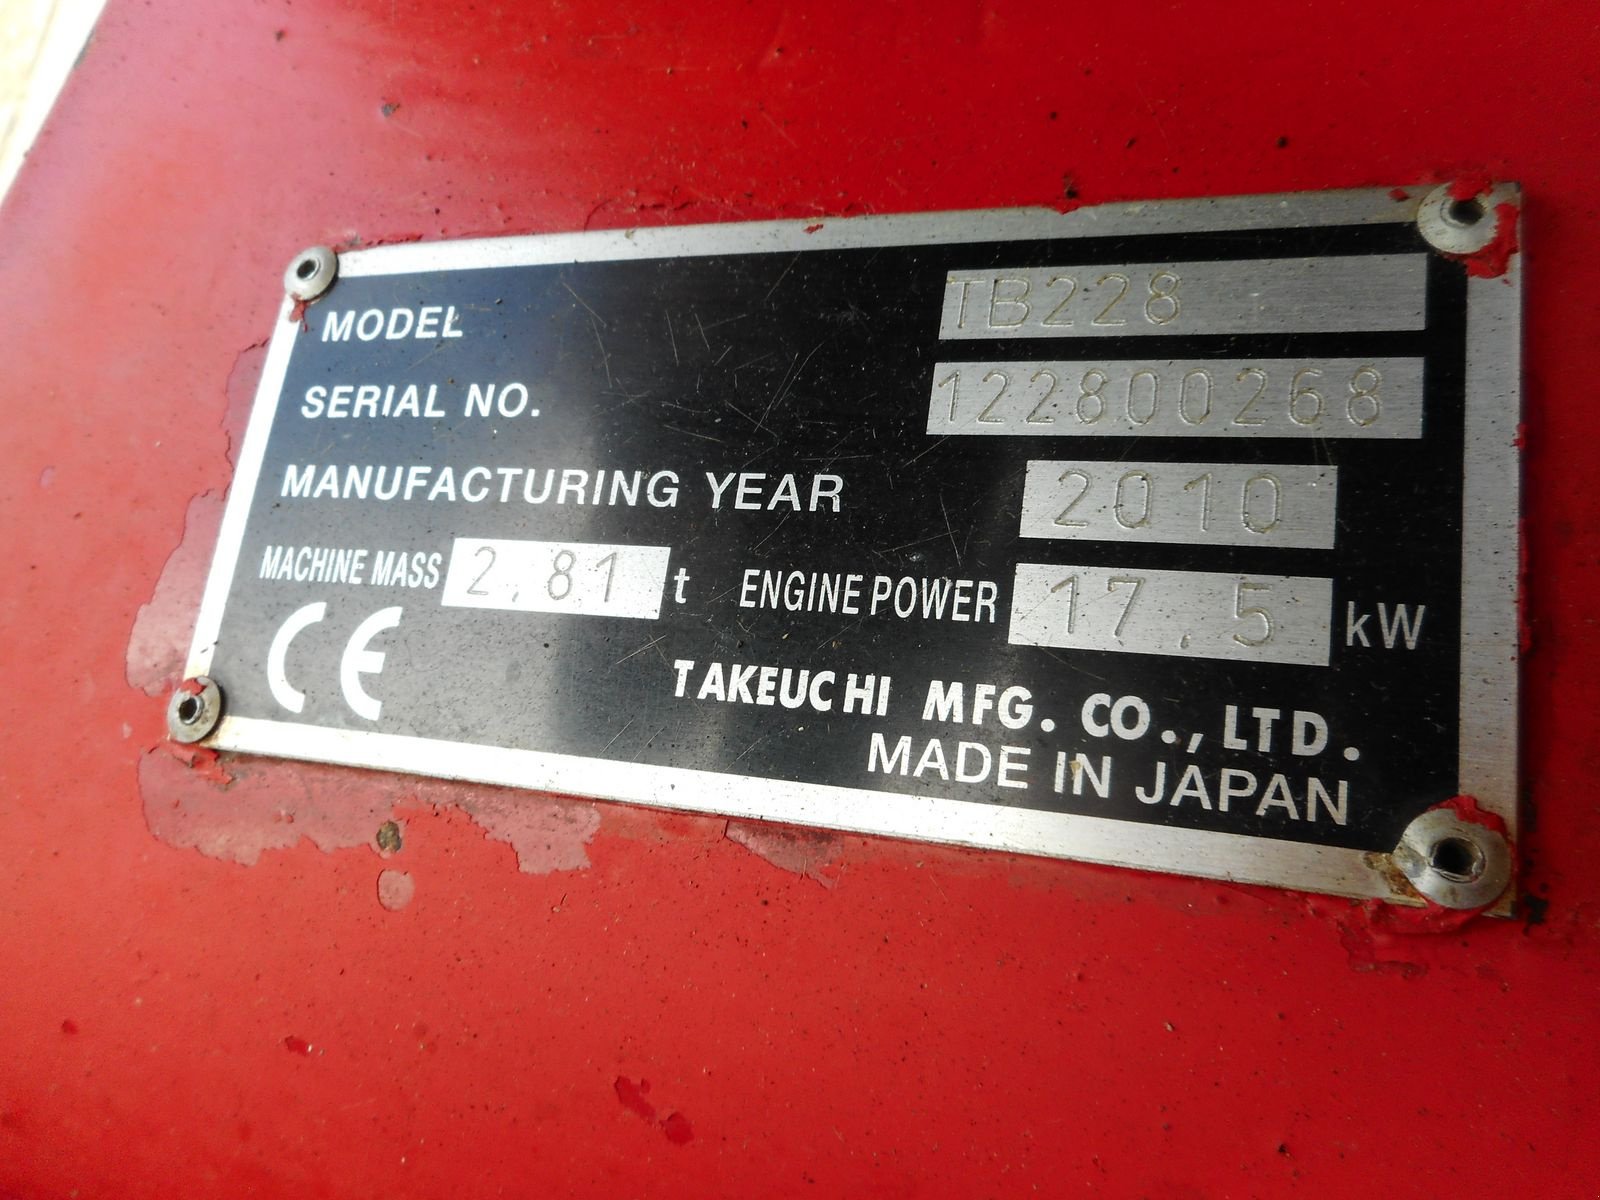 MODEL TB228
SERIAL NO. 122800268
MANUFACTURING YEAR 2010
MACHINE MASS 2.81 t ENGINE POWER 17.5 kW
CE
TAKEUCHI MFG. CO., LTD.
MADE IN JAPAN